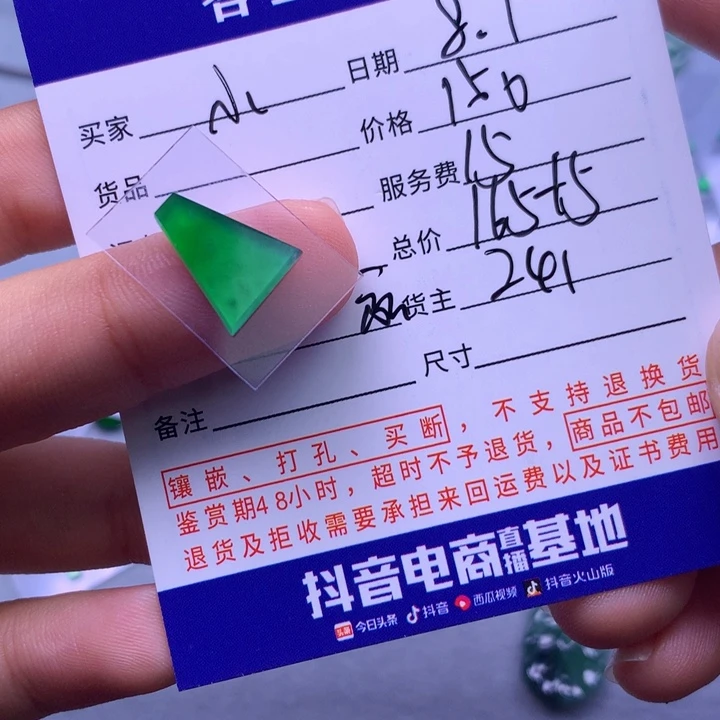 买家 NL 日期 8.1
价格 150
货品 服务费 15
总价 165+5
货主 241
尺寸
备注
镶嵌、打孔、买断，不支持退换货
鉴赏期48小时，超时不予退货，商品不包邮
退货及拒收需要承担来回运费以及证书费用
抖音电商直播基地
头条 今日头条 抖音 西瓜视频 抖音火山版